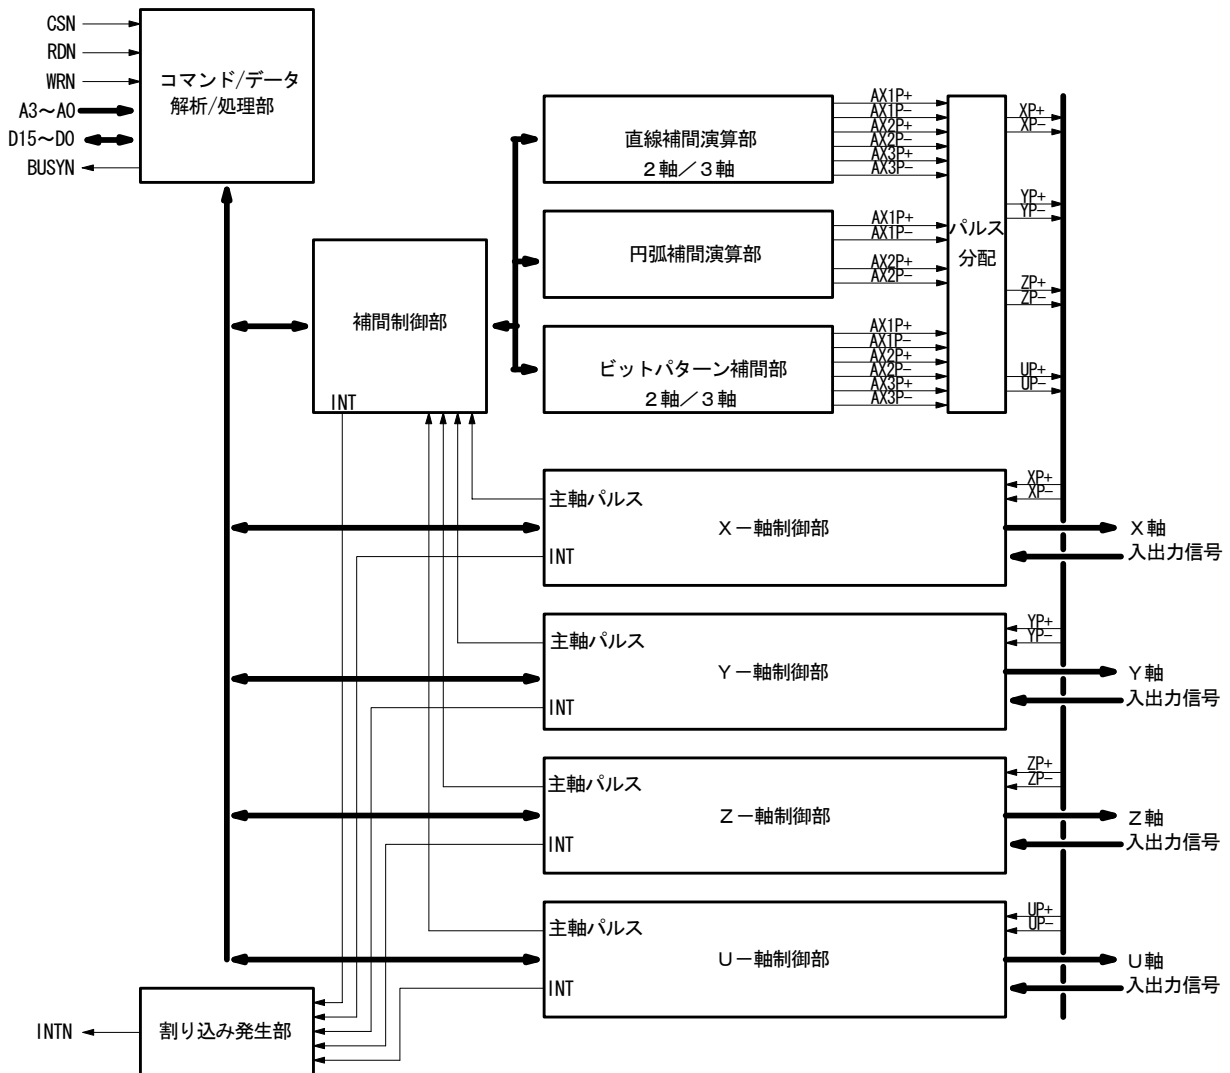 CSN
RDN
WRN
A3～A0
D15～D0
BUSYN
コマンド/データ
解析/処理部
直線補間演算部
２軸／３軸
AX1P+
AX1P-
AX2P+
AX2P-
AX3P+
AX3P-
円弧補間演算部
AX1P+
AX1P-
AX2P+
AX2P-
ビットパターン補間部
２軸／３軸
AX1P+
AX1P-
AX2P+
AX2P-
AX3P+
AX3P-
パルス
分配
XP+
XP-
YP+
YP-
ZP+
ZP-
UP+
UP-
補間制御部
INT
主軸パルス
X－軸制御部
INT
XP+
XP-
X軸
入出力信号
主軸パルス
Y－軸制御部
INT
YP+
YP-
Y軸
入出力信号
主軸パルス
Z－軸制御部
INT
ZP+
ZP-
Z軸
入出力信号
主軸パルス
U－軸制御部
INT
UP+
UP-
U軸
入出力信号
割り込み発生部
INTN